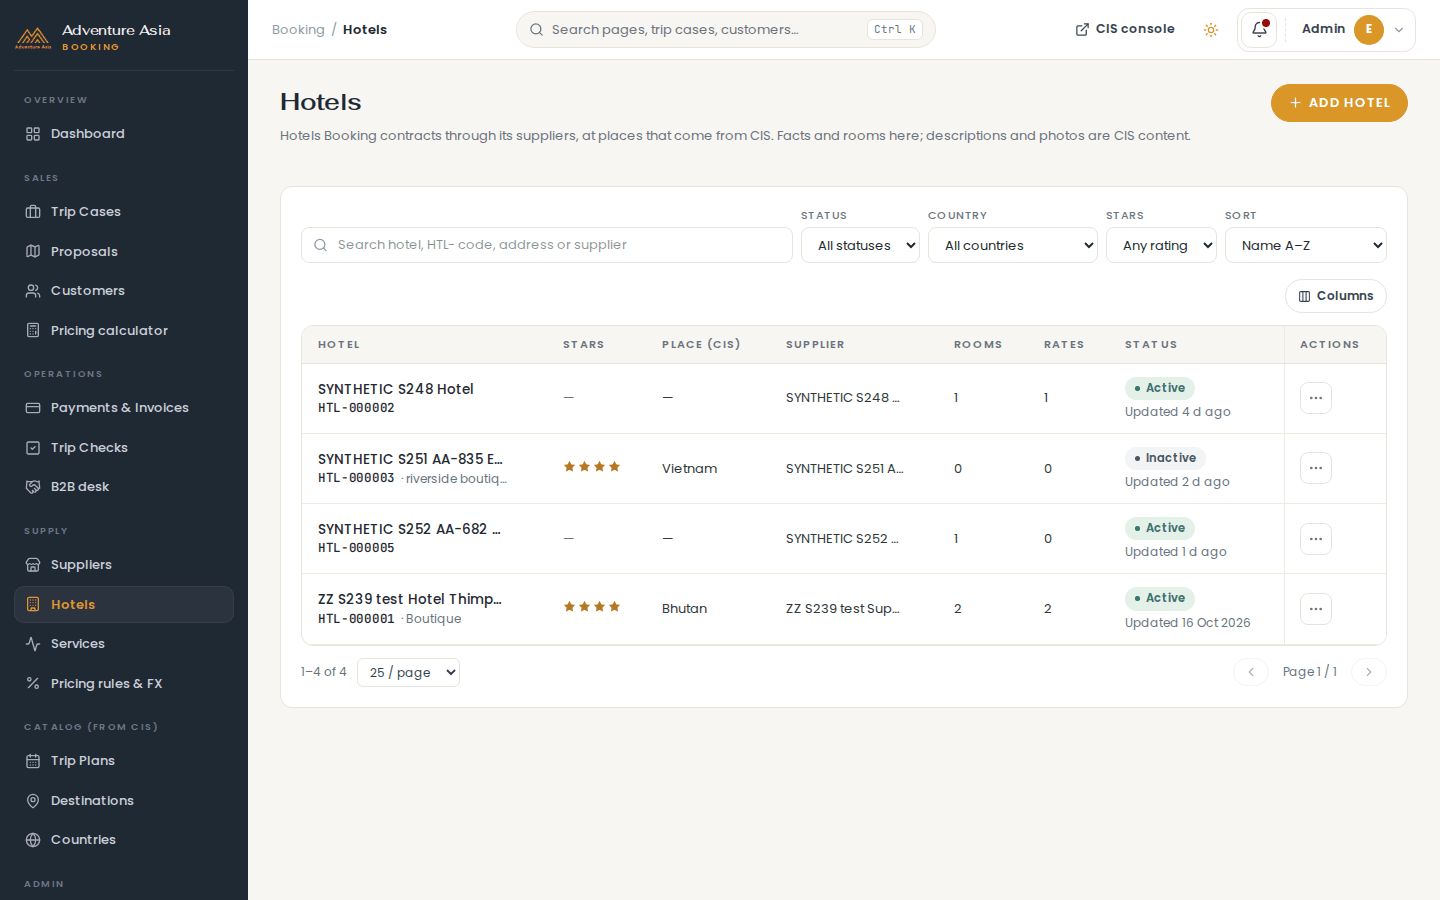 Adventure Asia
BOOKING
OVERVIEW
Dashboard
SALES
Trip Cases
Proposals
Customers
Pricing calculator
OPERATIONS
Payments & Invoices
Trip Checks
B2B desk
SUPPLY
Suppliers
Hotels
Services
Pricing rules & FX
CATALOG (FROM CIS)
Trip Plans
Destinations
Countries
ADMIN
Booking / Hotels
Search pages, trip cases, customers...
Ctrl K
CIS console
Admin
E
Hotels
ADD HOTEL
Hotels Booking contracts through its suppliers, at places that come from CIS. Facts and rooms here; descriptions and photos are CIS content.
STATUS COUNTRY STARS SORT
Search hotel, HTL- code, address or supplier
All statuses All countries Any rating Name A–Z
Columns
HOTEL STARS PLACE (CIS) SUPPLIER ROOMS RATES STATUS ACTIONS
SYNTHETIC S248 Hotel
HTL-000002
— — SYNTHETIC S248 ... 1 1
Active
Updated 4 d ago
SYNTHETIC S251 AA-835 E...
HTL-000003 · riverside boutiq...
Vietnam SYNTHETIC S251 A... 0 0
Inactive
Updated 2 d ago
SYNTHETIC S252 AA-682 ...
HTL-000005
— — SYNTHETIC S252 ... 1 0
Active
Updated 1 d ago
ZZ S239 test Hotel Thimp...
HTL-000001 · Boutique
Bhutan ZZ S239 test Sup... 2 2
Active
Updated 16 Oct 2026
1–4 of 4 25 / page
Page 1 / 1